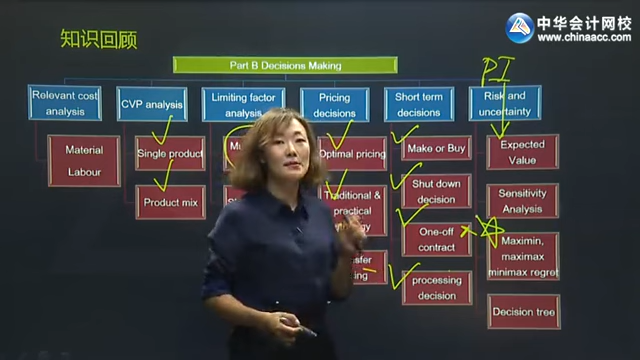 知识回顾
中华会计网校
www.chinaacc.com
Part B Decisions Making
PI
Relevant cost
analysis
CVP analysis
Limiting factor
analysis
Pricing
decisions
Short term
decisions
Risk and
uncertainty
Material
Labour
Single product
Product mix
Optimal pricing
Traditional &
practical
Make or Buy
Shut down
decision
One-off
contract
processing
decision
Expected
Value
Sensitivity
Analysis
Maximin,
maximax
minimax regret
Decision tree